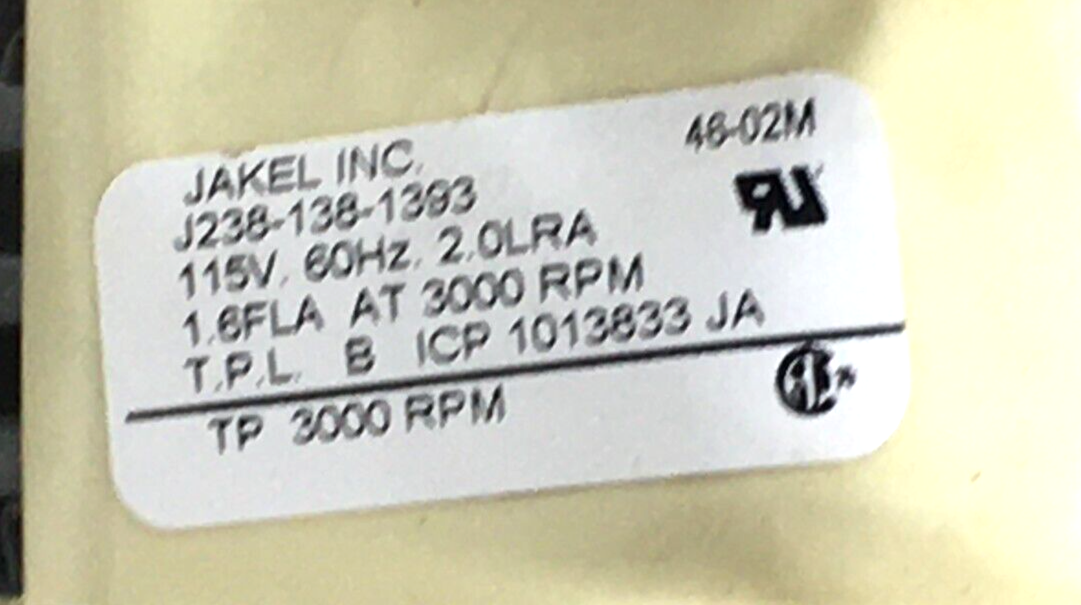 JAKEL INC.
46-02M
J238-138-1393
115V, 60Hz, 2.0LRA
1.6FLA AT 3000 RPM
T.P.L. B ICP 1013833 JA
TP 3000 RPM